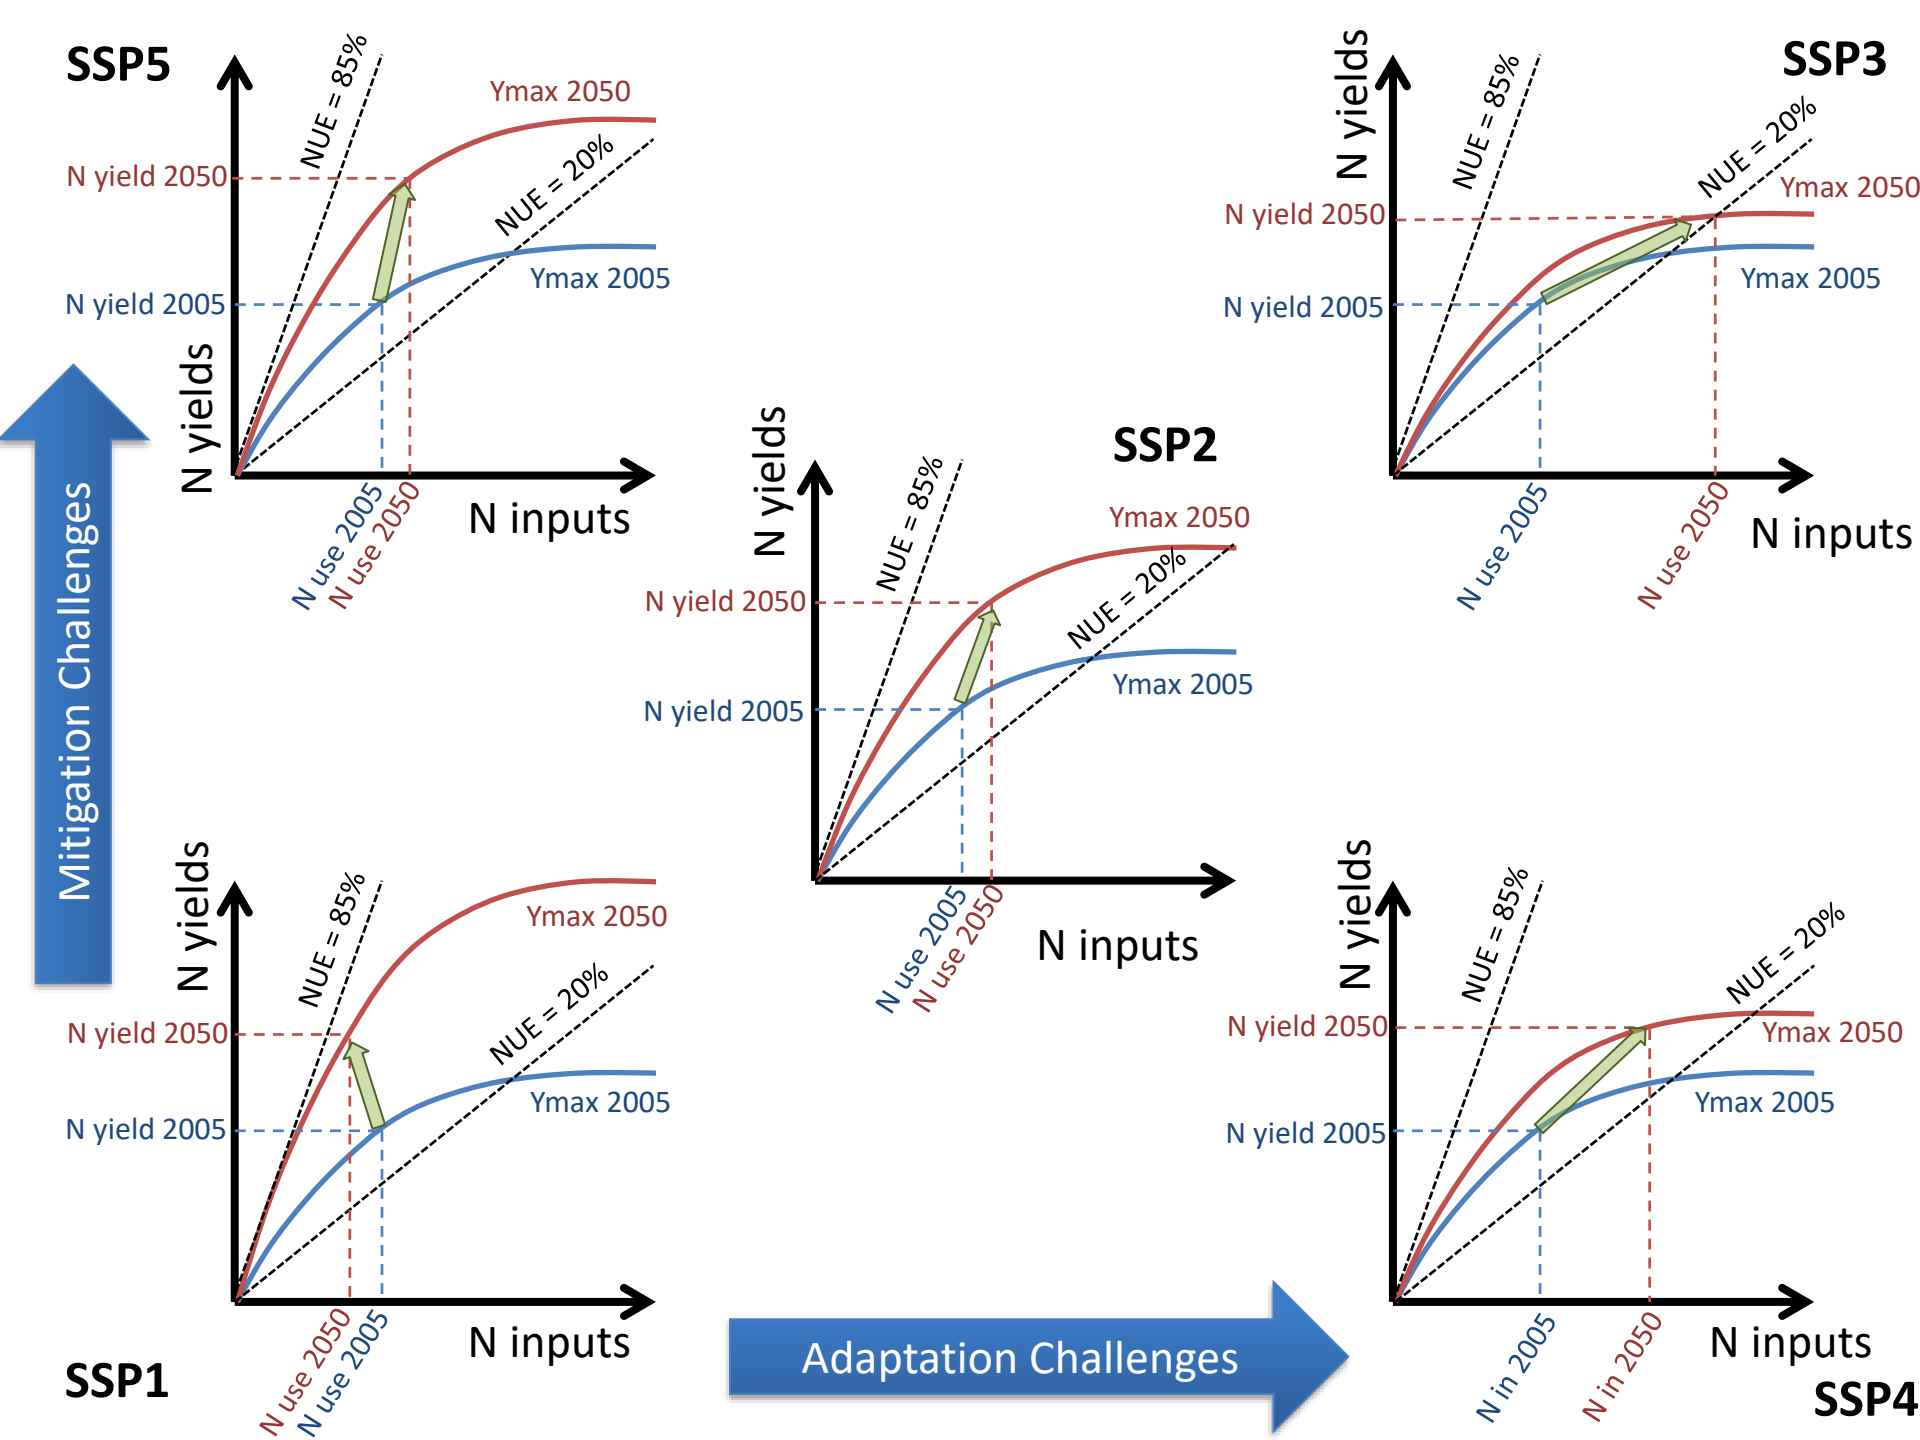 SSP5
N yields
NUE = 85%
Ymax 2050
NUE = 20%
N yield 2050
Ymax 2005
N yield 2005
N use 2005
N use 2050
N inputs
SSP3
N yields
NUE = 85%
NUE = 20%
Ymax 2050
N yield 2050
Ymax 2005
N yield 2005
N use 2005
N use 2050
N inputs
Mitigation Challenges
SSP2
N yields
NUE = 85%
Ymax 2050
NUE = 20%
N yield 2050
Ymax 2005
N yield 2005
N use 2005
N use 2050
N inputs
N yields
NUE = 85%
Ymax 2050
NUE = 20%
N yield 2050
Ymax 2005
N yield 2005
N use 2050
N use 2005
N inputs
SSP1
Adaptation Challenges
N yields
NUE = 85%
NUE = 20%
N yield 2050
Ymax 2050
Ymax 2005
N yield 2005
N in 2005
N in 2050
N inputs
SSP4